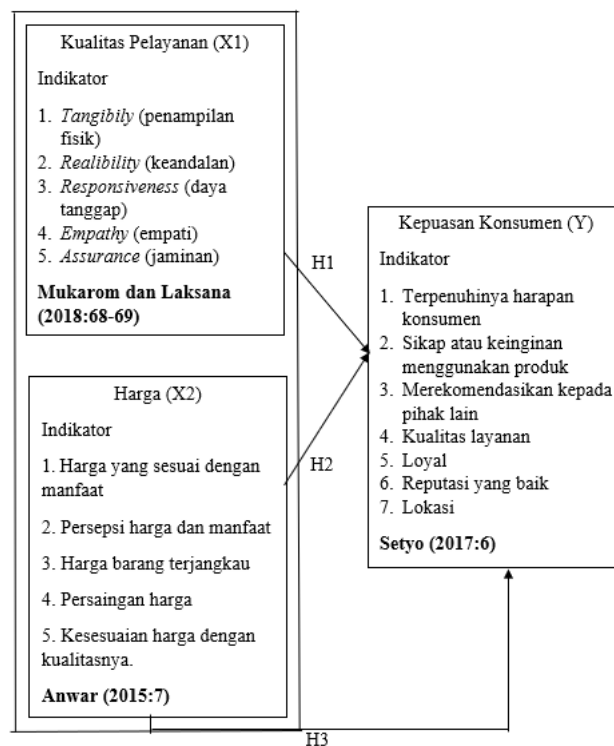 Kualitas Pelayanan (X1)
Indikator
1. Tangibily (penampilan
fisik)
2. Realibility (keandalan)
3. Responsiveness (daya
tanggap)
4. Empathy (empati)
5. Assurance (jaminan)
Mukarom dan Laksana
(2018:68-69)
H1
Harga (X2)
Indikator
1. Harga yang sesuai dengan
manfaat
2. Persepsi harga dan manfaat
3. Harga barang terjangkau
4. Persaingan harga
5. Kesesuaian harga dengan
kualitasnya.
Anwar (2015:7)
H2
Kepuasan Konsumen (Y)
Indikator
1. Terpenuhinya harapan
konsumen
2. Sikap atau keinginan
menggunakan produk
3. Merekomendasikan kepada
pihak lain
4. Kualitas layanan
5. Loyal
6. Reputasi yang baik
7. Lokasi
Setyo (2017:6)
H3